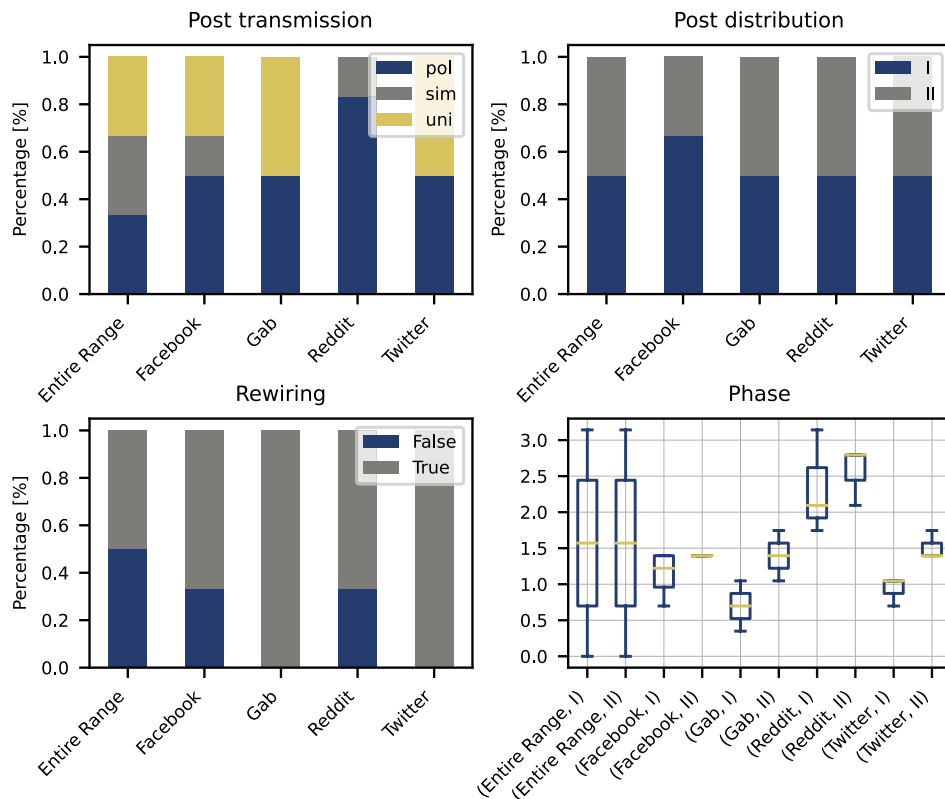 Post transmission
Percentage [%]
1.0
0.8
0.6
0.4
0.2
0.0
pol
sim
uni
Entire Range
Facebook
Gab
Reddit
Twitter
Post distribution
Percentage [%]
1.0
0.8
0.6
0.4
0.2
0.0
I
II
Entire Range
Facebook
Gab
Reddit
Twitter
Rewiring
Percentage [%]
1.0
0.8
0.6
0.4
0.2
0.0
False
True
Entire Range
Facebook
Gab
Reddit
Twitter
Phase
3.0
2.5
2.0
1.5
1.0
0.5
0.0
(Entire Range, I)
(Entire Range, II)
(Facebook, I)
(Facebook, II)
(Gab, I)
(Gab, II)
(Reddit, I)
(Reddit, II)
(Twitter, I)
(Twitter, II)